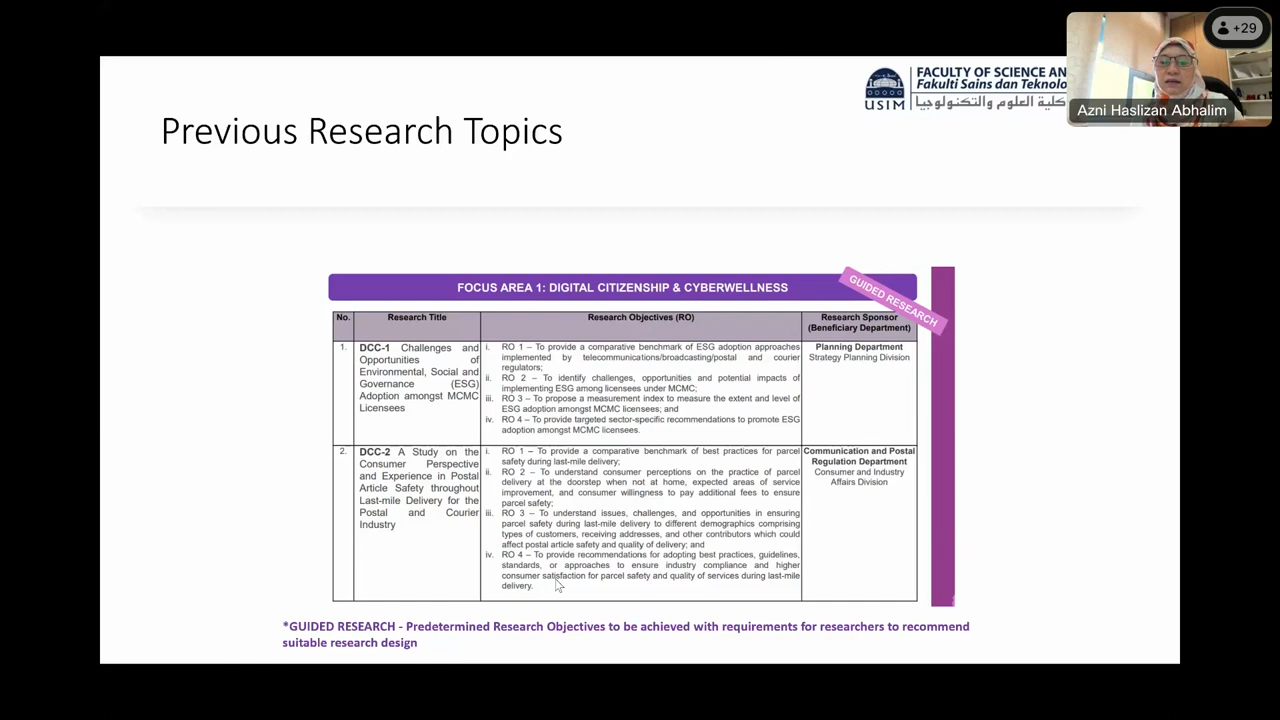 +29
Azni Haslizan Abhalim
FACULTY OF SCIENCE AN
Fakulti Sains dan Teknolo
كلية العلوم والتكنولوجيا
USIM
Previous Research Topics
FOCUS AREA 1: DIGITAL CITIZENSHIP & CYBERWELLNESS
GUIDED RESEARCH
No.
Research Title
Research Objectives (RO)
Research Sponsor
(Beneficiary Department)
1.
DCC-1 Challenges and
Opportunities of
Environmental, Social and
Governance (ESG)
Adoption amongst MCMC
Licensees
i. RO 1 – To provide a comparative benchmark of ESG adoption approaches
implemented by telecommunications/broadcasting/postal and courier
regulators;
ii. RO 2 – To identify challenges, opportunities and potential impacts of
implementing ESG among licensees under MCMC;
iii. RO 3 – To propose a measurement index to measure the extent and level of
ESG adoption amongst MCMC licensees; and
iv. RO 4 – To provide targeted sector-specific recommendations to promote ESG
adoption amongst MCMC licensees.
Planning Department
Strategy Planning Division
2.
DCC-2 A Study on the
Consumer Perspective
and Experience in Postal
Article Safety throughout
Last-mile Delivery for the
Postal and Courier
Industry
i. RO 1 – To provide a comparative benchmark of best practices for parcel
safety during last-mile delivery;
ii. RO 2 – To understand consumer perceptions on the practice of parcel
delivery at the doorstep when not at home, expected areas of service
improvement, and consumer willingness to pay additional fees to ensure
parcel safety;
iii. RO 3 – To understand issues, challenges, and opportunities in ensuring
parcel safety during last-mile delivery to different demographics comprising
types of customers, receiving addresses, and other contributors which could
affect postal article safety and quality of delivery; and
iv. RO 4 – To provide recommendations for adopting best practices, guidelines,
standards, or approaches to ensure industry compliance and higher
consumer satisfaction for parcel safety and quality of services during last-mile
delivery.
Communication and Postal
Regulation Department
Consumer and Industry
Affairs Division
*GUIDED RESEARCH - Predetermined Research Objectives to be achieved with requirements for researchers to recommend
suitable research design